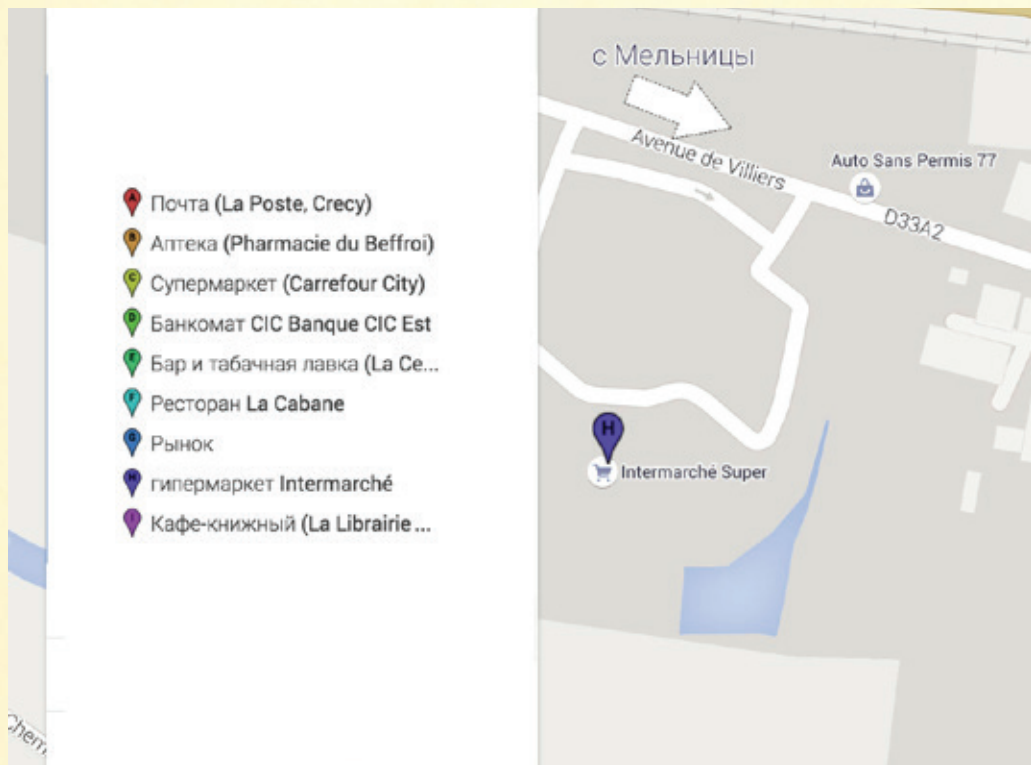 с Мельницы
Avenue de Villiers
Auto Sans Permis 77
D33A2
A Почта (La Poste, Crecy)
B Аптека (Pharmacie du Beffroi)
C Супермаркет (Carrefour City)
D Банкомат CIC Banque CIC Est
E Бар и табачная лавка (La Ce...
F Ресторан La Cabane
G Рынок
H гипермаркет Intermarché
I Кафе-книжный (La Librairie ...
H
Intermarché Super
Chem